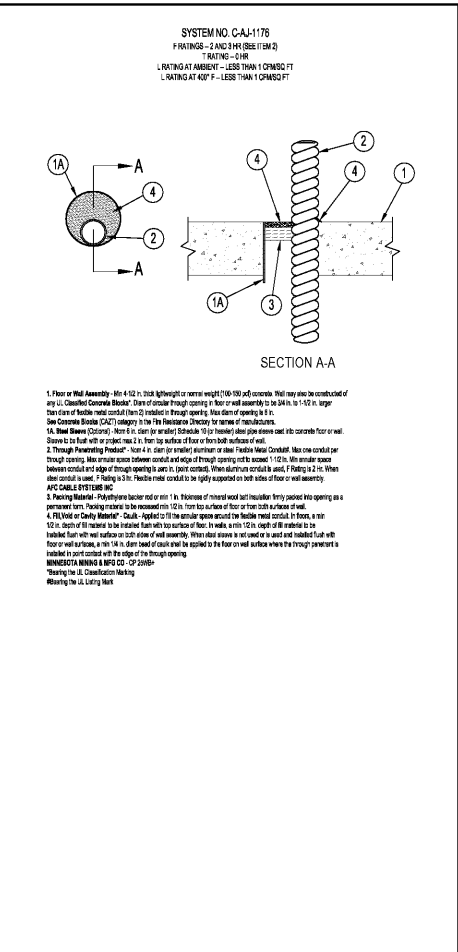 SYSTEM NO. C-AJ-1176
F RATINGS – 2 AND 3 HR (SEE ITEM 2)
T RATING – 0 HR
L RATING AT AMBIENT – LESS THAN 1 CFM/SQ FT
L RATING AT 400° F – LESS THAN 1 CFM/SQ FT
1A
A
4
2
A
4
2
4
1
1A
3
SECTION A-A
1. Floor or Wall Assembly - Min 4-1/2 in. thick lightweight or normal weight (100-150 pcf) concrete. Wall may also be constructed of
any UL Classified Concrete Blocks*. Diam of circular through opening in floor or wall assembly to be 3/4 in. to 1-1/2 in. larger
than diam of flexible metal conduit (Item 2) installed in through opening. Max diam of opening is 6 in.
See Concrete Blocks (CAZT) category in the Fire Resistance Directory for names of manufacturers.
1A. Steel Sleeve (Optional) - Nom 6 in. diam (or smaller) Schedule 10 (or heavier) steel pipe sleeve cast into concrete floor or wall.
Sleeve to be flush with or project max 2 in. from top surface of floor or from both surfaces of wall.
2. Through Penetrating Product* - Nom 4 in. diam (or smaller) aluminum or steel Flexible Metal Conduit#. Max one conduit per
through opening. Max annular space between conduit and edge of through opening not to exceed 1-1/2 in. Min annular space
between conduit and edge of through opening is zero in. (point contact). When aluminum conduit is used, F Rating is 2 Hr. When
steel conduit is used, F Rating is 3 hr. Flexible metal conduit to be rigidly supported on both sides of floor or wall assembly.
AFC CABLE SYSTEMS INC
3. Packing Material - Polyethylene backer rod or min 1 in. thickness of mineral wool batt insulation firmly packed into opening as a
permanent form. Packing material to be recessed min 1/2 in. from top surface of floor or from both surfaces of wall.
4. Fill, Void or Cavity Material* - Caulk - Applied to fill the annular space around the flexible metal conduit. In floors, a min
1/2 in. depth of fill material to be installed flush with top surface of floor. In walls, a min 1/2 in. depth of fill material to be
installed flush with wall surface on both sides of wall assembly. When steel sleeve is not used or is used and installed flush with
floor or wall surfaces, a min 1/4 in. diam bead of caulk shall be applied to the floor or wall surface where the through penetrant is
installed in point contact with the edge of the through opening.
MINNESOTA MINING & MFG CO - CP 25WB+
*Bearing the UL Classification Marking
#Bearing the UL Listing Mark